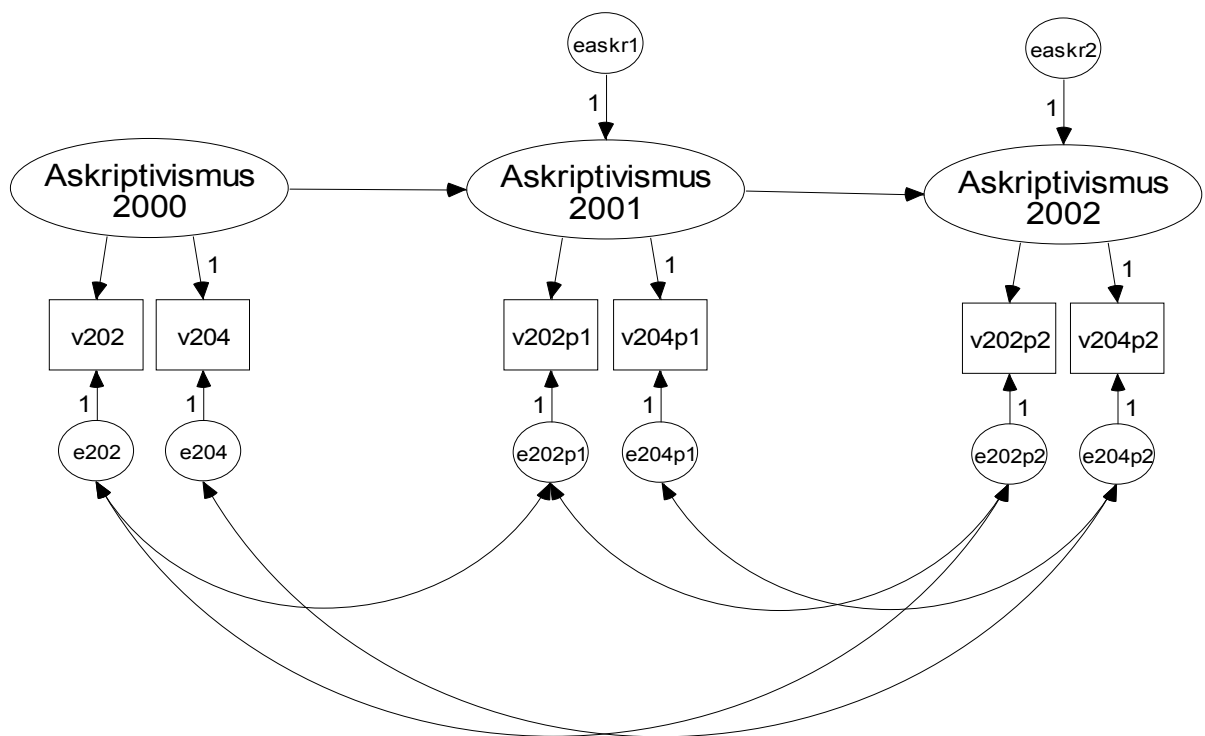 easkr1
easkr2
1
1
Askriptivismus
2000
Askriptivismus
2001
Askriptivismus
2002
1
1
1
v202
v204
v202p1
v204p1
v202p2
v204p2
1
1
1
1
1
1
e202
e204
e202p1
e204p1
e202p2
e204p2